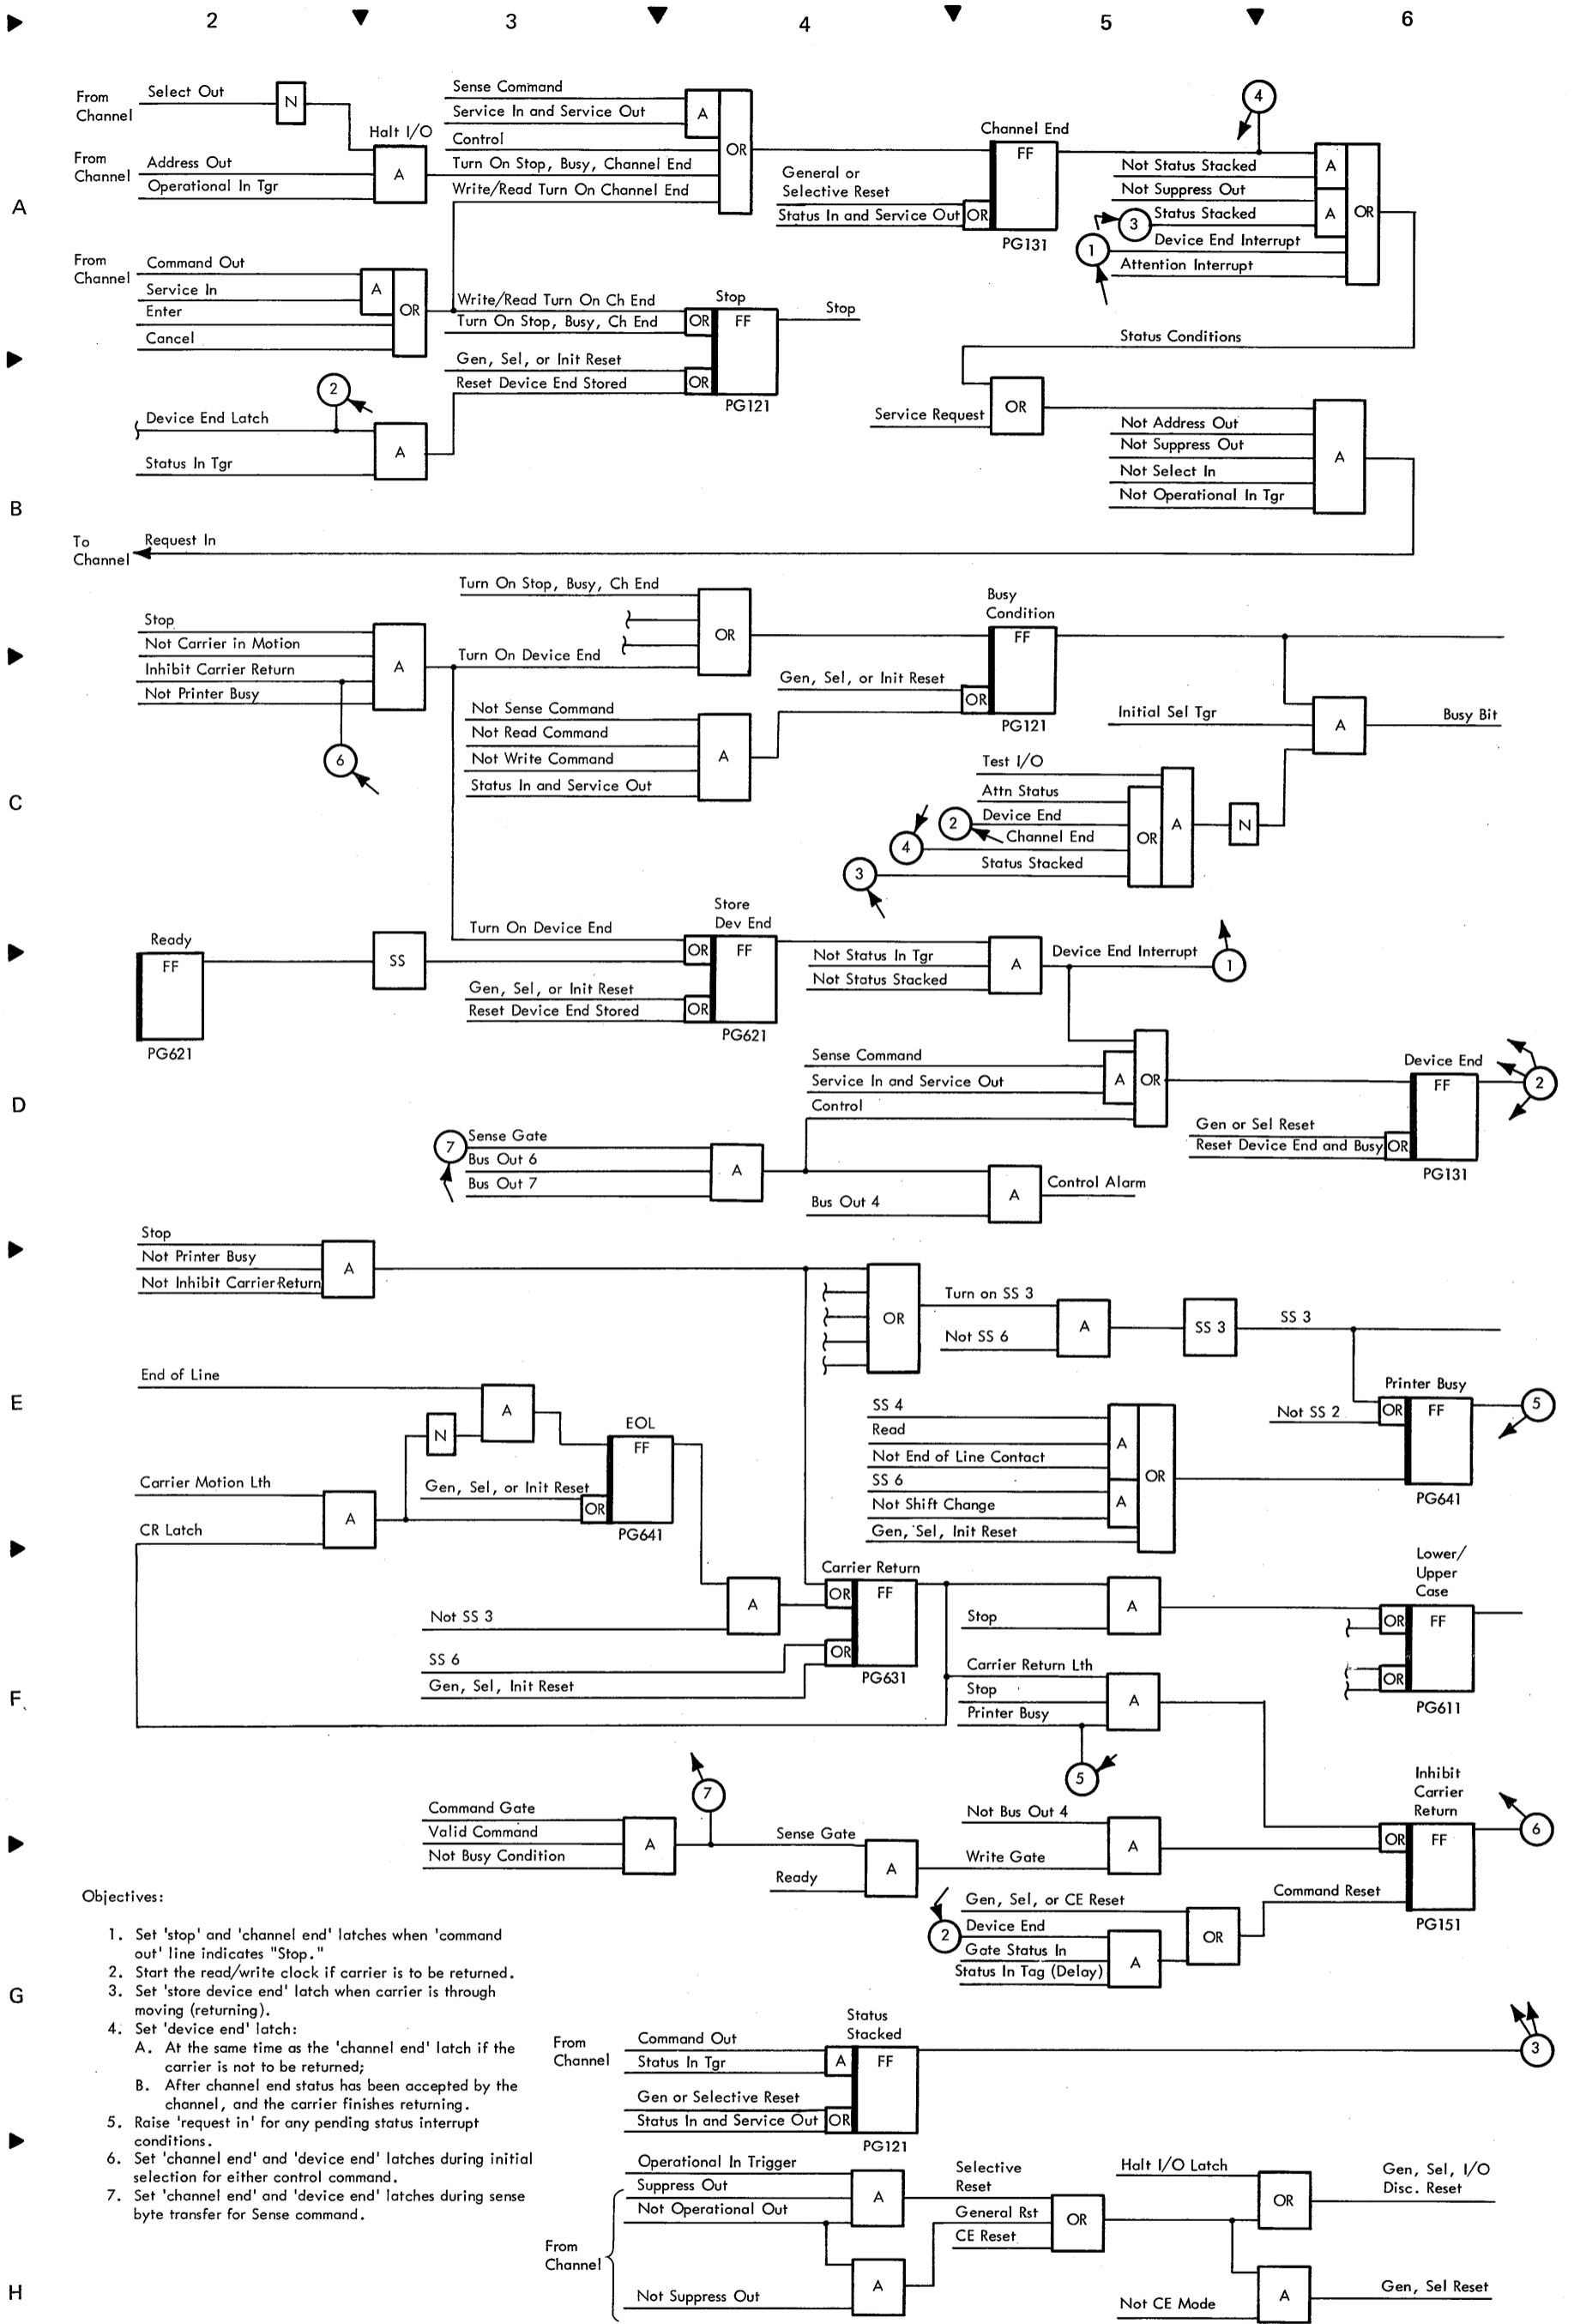 2 3 4 5 6
From
Channel
Select Out
N
Halt I/O
From
Channel
Address Out
Operational In Tgr
A
Sense Command
Service In and Service Out
A
Control
Turn On Stop, Busy, Channel End
Write/Read Turn On Channel End
OR
General or
Selective Reset
Status In and Service Out
OR
Channel End
FF
PG131
4
Not Status Stacked
A
Not Suppress Out
3
Status Stacked
A
OR
1
Device End Interrupt
Attention Interrupt
A
From
Channel
Command Out
Service In
A
Enter
Cancel
OR
Write/Read Turn On Ch End
Turn On Stop, Busy, Ch End
OR
Gen, Sel, or Init Reset
Reset Device End Stored
OR
Stop
FF
PG121
Stop
Status Conditions
Service Request
OR
Not Address Out
Not Suppress Out
Not Select In
Not Operational In Tgr
A
2
Device End Latch
Status In Tgr
A
B
To
Channel
Request In
Turn On Stop, Busy, Ch End
OR
Stop
Not Carrier in Motion
Inhibit Carrier Return
Not Printer Busy
A
6
Turn On Device End
Not Sense Command
Not Read Command
Not Write Command
Status In and Service Out
A
Gen, Sel, or Init Reset
OR
Busy
Condition
FF
PG121
Initial Sel Tgr
A
Busy Bit
Test I/O
Attn Status
2
Device End
4
Channel End
3
Status Stacked
OR
A
N
C
Ready
FF
PG621
SS
Turn On Device End
OR
Gen, Sel, or Init Reset
Reset Device End Stored
OR
Store
Dev End
FF
PG621
Not Status In Tgr
Not Status Stacked
A
Device End Interrupt
1
Sense Command
Service In and Service Out
A
OR
Control
Device End
FF
2
Gen or Sel Reset
Reset Device End and Busy
OR
PG131
D
7
Sense Gate
Bus Out 6
Bus Out 7
A
Bus Out 4
A
Control Alarm
Stop
Not Printer Busy
Not Inhibit Carrier Return
A
OR
Turn on SS 3
Not SS 6
A
SS 3
SS 3
E
End of Line
A
N
EOL
FF
Gen, Sel, or Init Reset
OR
PG641
Carrier Motion Lth
CR Latch
A
SS 4
Read
Not End of Line Contact
A
SS 6
Not Shift Change
A
Gen, Sel, Init Reset
OR
Printer Busy
Not SS 2
OR
FF
5
PG641
Not SS 3
A
SS 6
Gen, Sel, Init Reset
Carrier Return
OR
FF
OR
PG631
Stop
A
Lower/
Upper
Case
OR
FF
OR
PG611
F
Carrier Return Lth
Stop
Printer Busy
A
5
7
Command Gate
Valid Command
Not Busy Condition
A
Sense Gate
Ready
A
Not Bus Out 4
Write Gate
A
Inhibit
Carrier
Return
OR
FF
6
Command Reset
PG151
Gen, Sel, or CE Reset
2
Device End
Gate Status In
Status In Tag (Delay)
A
OR
Objectives:
1. Set 'stop' and 'channel end' latches when 'command
out' line indicates "Stop."
2. Start the read/write clock if carrier is to be returned.
3. Set 'store device end' latch when carrier is through
moving (returning).
4. Set 'device end' latch:
A. At the same time as the 'channel end' latch if the
carrier is not to be returned;
B. After channel end status has been accepted by the
channel, and the carrier finishes returning.
5. Raise 'request in' for any pending status interrupt
conditions.
6. Set 'channel end' and 'device end' latches during initial
selection for either control command.
7. Set 'channel end' and 'device end' latches during sense
byte transfer for Sense command.
G
From
Channel
Command Out
Status In Tgr
A
Gen or Selective Reset
Status In and Service Out
OR
Status
Stacked
FF
PG121
3
From
Channel
Operational In Trigger
Suppress Out
Not Operational Out
A
Not Suppress Out
A
Selective
Reset
General Rst
CE Reset
OR
Halt I/O Latch
OR
Gen, Sel, I/O
Disc. Reset
Not CE Mode
A
Gen, Sel Reset
H